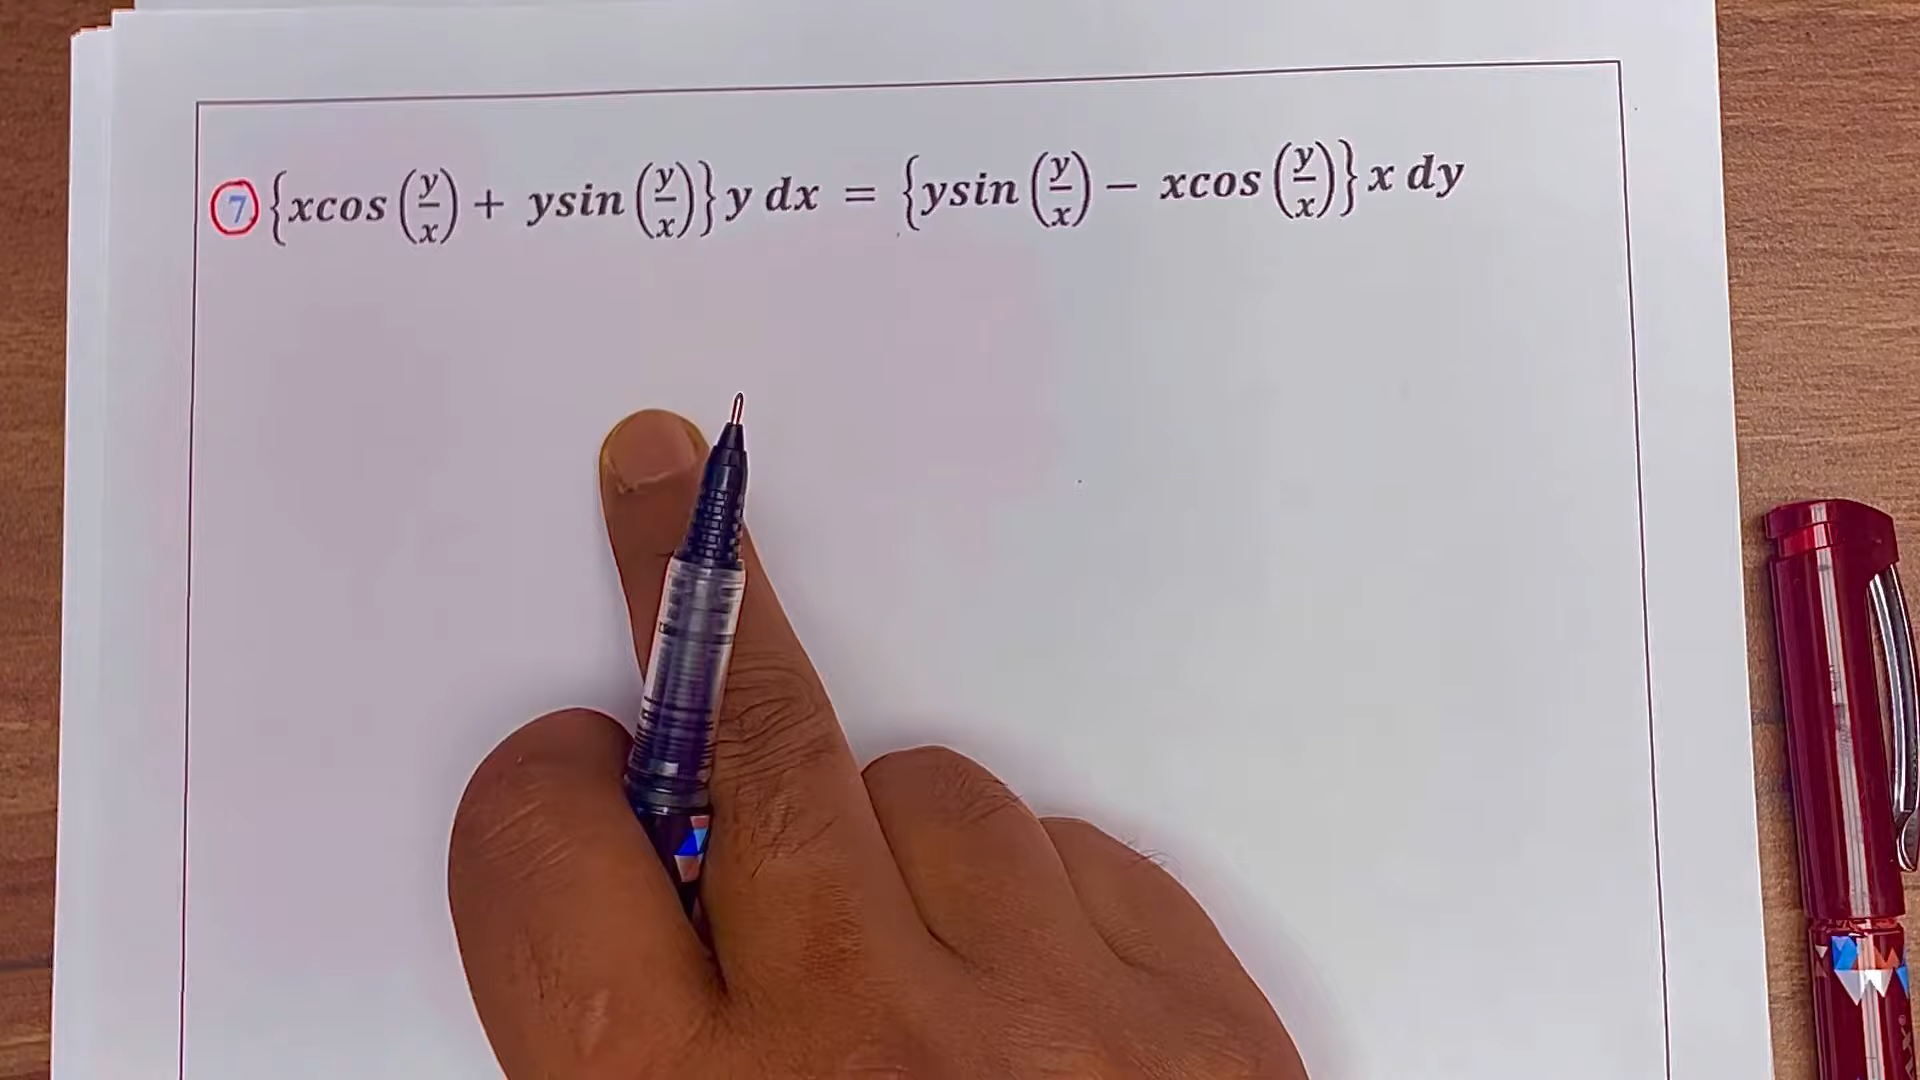 ⑦ {xcos(y/x) + ysin(y/x)}y dx = {ysin(y/x) − xcos(y/x)}x dy